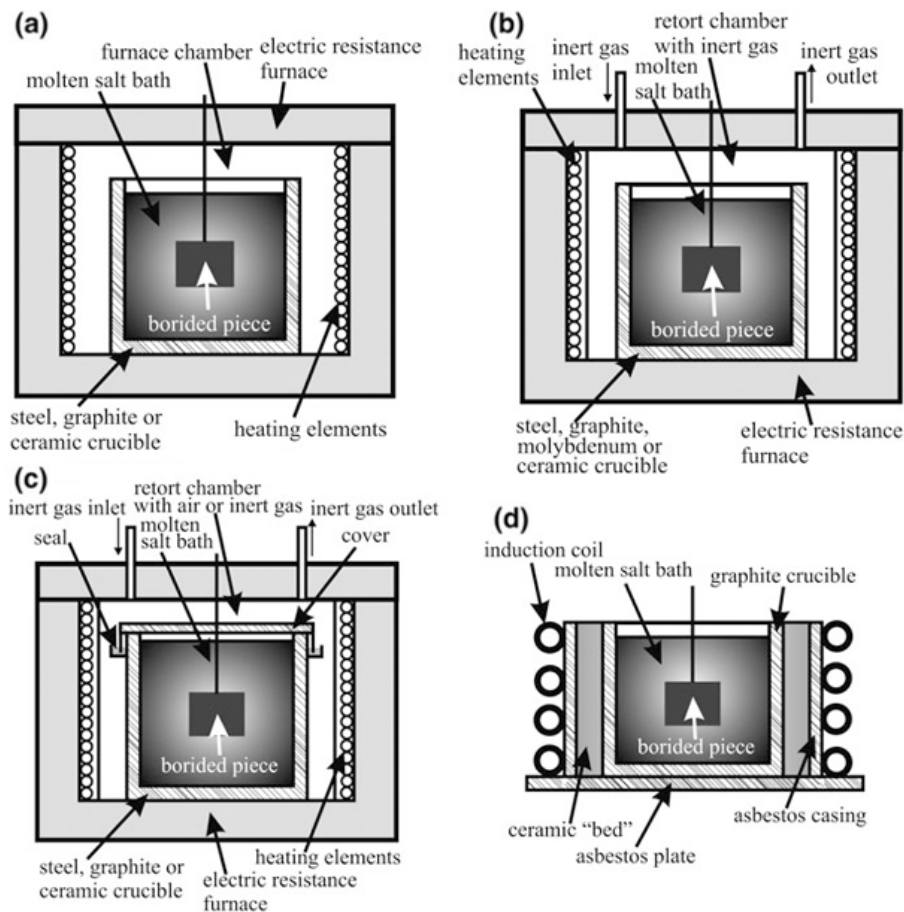 (a)
furnace chamber
electric resistance
furnace
molten salt bath
borided piece
steel, graphite or
ceramic crucible
heating elements
(b)
heating
elements
inert gas
inlet
retort chamber
with inert gas
molten
salt bath
inert gas
outlet
borided piece
steel, graphite,
molybdenum or
ceramic crucible
electric resistance
furnace
(c)
inert gas inlet
seal
retort chamber
with air or inert gas
molten
salt bath
inert gas outlet
cover
borided piece
steel, graphite or
ceramic crucible
electric resistance
furnace
heating elements
(d)
induction coil
molten salt bath
graphite crucible
borided piece
ceramic “bed”
asbestos plate
asbestos casing